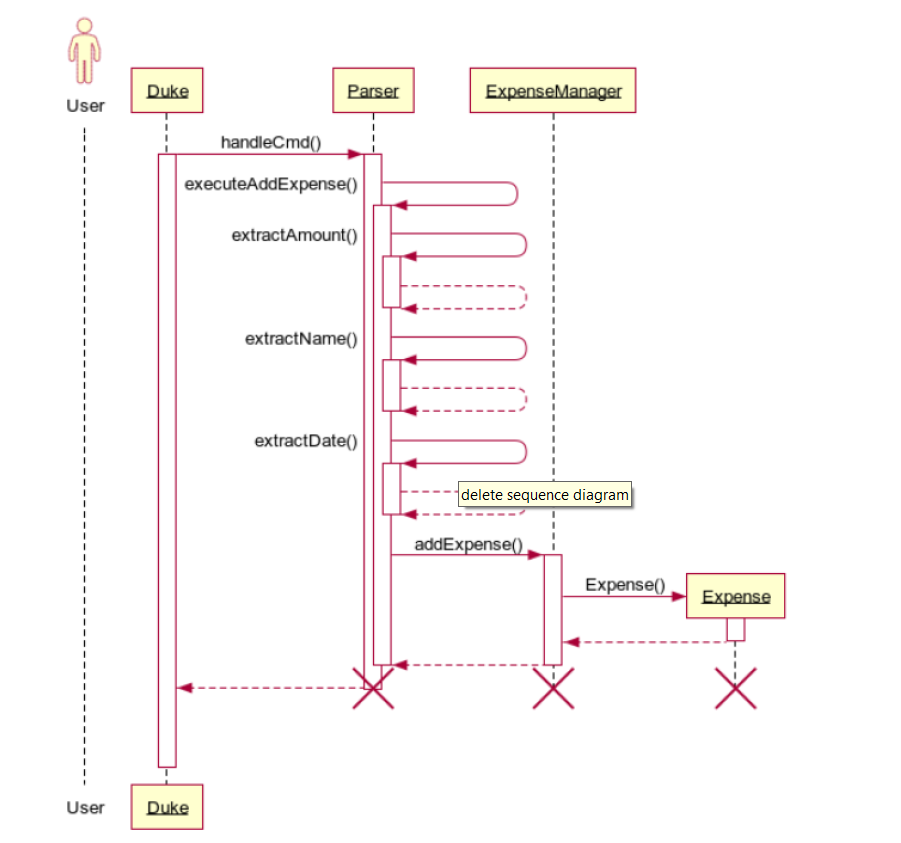 User
Duke
Parser
ExpenseManager
handleCmd()
executeAddExpense()
extractAmount()
extractName()
extractDate()
delete sequence diagram
addExpense()
Expense()
Expense
User
Duke